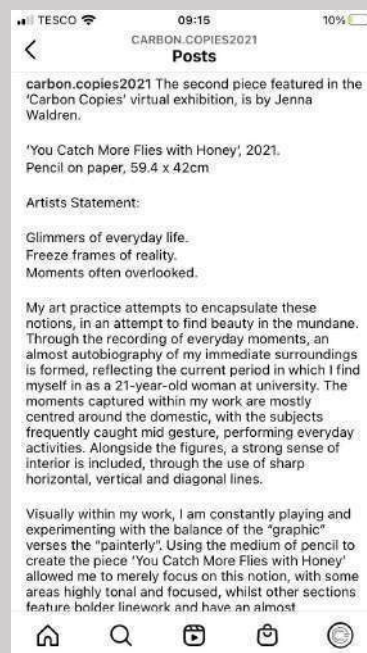 TESCO 09:15 10%
CARBON.COPIES2021
Posts
carbon.copies2021 The second piece featured in the
'Carbon Copies' virtual exhibition, is by Jenna
Waldren.
'You Catch More Flies with Honey', 2021.
Pencil on paper, 59.4 x 42cm
Artists Statement:
Glimmers of everyday life.
Freeze frames of reality.
Moments often overlooked.
My art practice attempts to encapsulate these
notions, in an attempt to find beauty in the mundane.
Through the recording of everyday moments, an
almost autobiography of my immediate surroundings
is formed, reflecting the current period in which I find
myself in as a 21-year-old woman at university. The
moments captured within my work are mostly
centred around the domestic, with the subjects
frequently caught mid gesture, performing everyday
activities. Alongside the figures, a strong sense of
interior is included, through the use of sharp
horizontal, vertical and diagonal lines.
Visually within my work, I am constantly playing and
experimenting with the balance of the "graphic"
verses the "painterly". Using the medium of pencil to
create the piece 'You Catch More Flies with Honey'
allowed me to merely focus on this notion, with some
areas highly tonal and focused, whilst other sections
feature bolder linework and have an almost